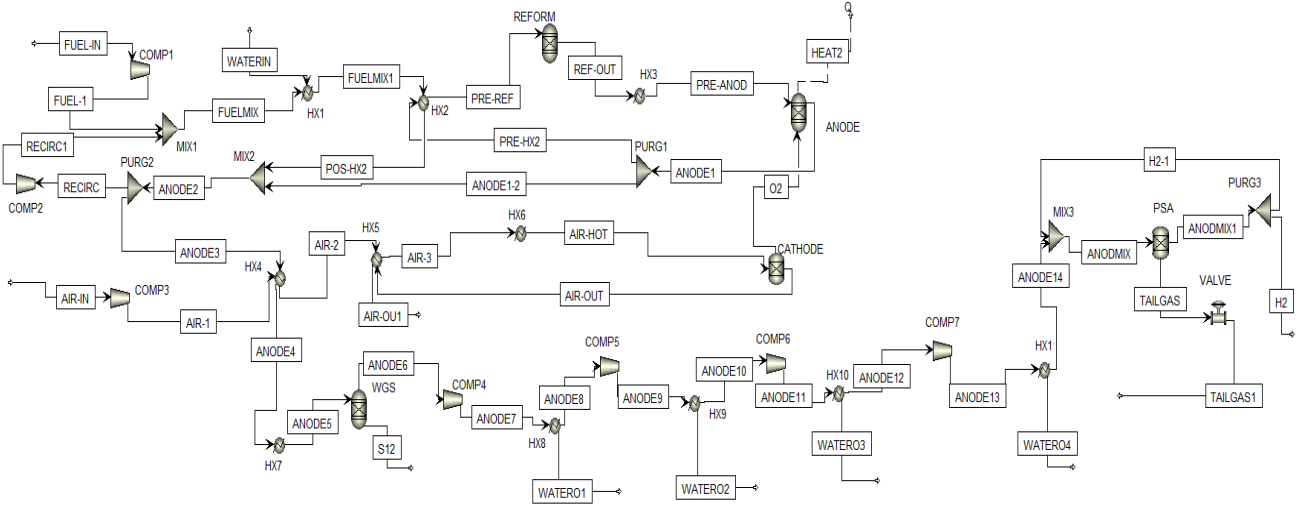 REFORM
Q
FUEL-IN
COMP1
HEAT2
WATERIN
FUELMIX1
REF-OUT
HX3
PRE-ANOD
FUEL-1
FUELMIX
HX1
HX2
PRE-REF
ANODE
RECIRC1
MIX1
PRE-HX2
PURG1
H2-1
PURG2
MIX2
POS-HX2
ANODE1
PURG3
RECIRC
ANODE2
ANODE1-2
O2
MIX3
PSA
ANODMIX1
COMP2
HX5
HX6
ANODE3
AIR-2
AIR-3
AIR-HOT
CATHODE
ANODMIX
HX4
ANODE14
COMP3
AIR-IN
AIR-OUT
TAILGAS
VALVE
H2
AIR-1
AIR-OU1
ANODE4
COMP7
ANODE6
COMP5
COMP6
HX1
WGS
COMP4
ANODE8
ANODE10
HX10
ANODE12
ANODE5
ANODE7
ANODE9
HX9
ANODE11
ANODE13
TAILGAS1
HX7
S12
HX8
WATERO3
WATERO4
WATERO1
WATERO2